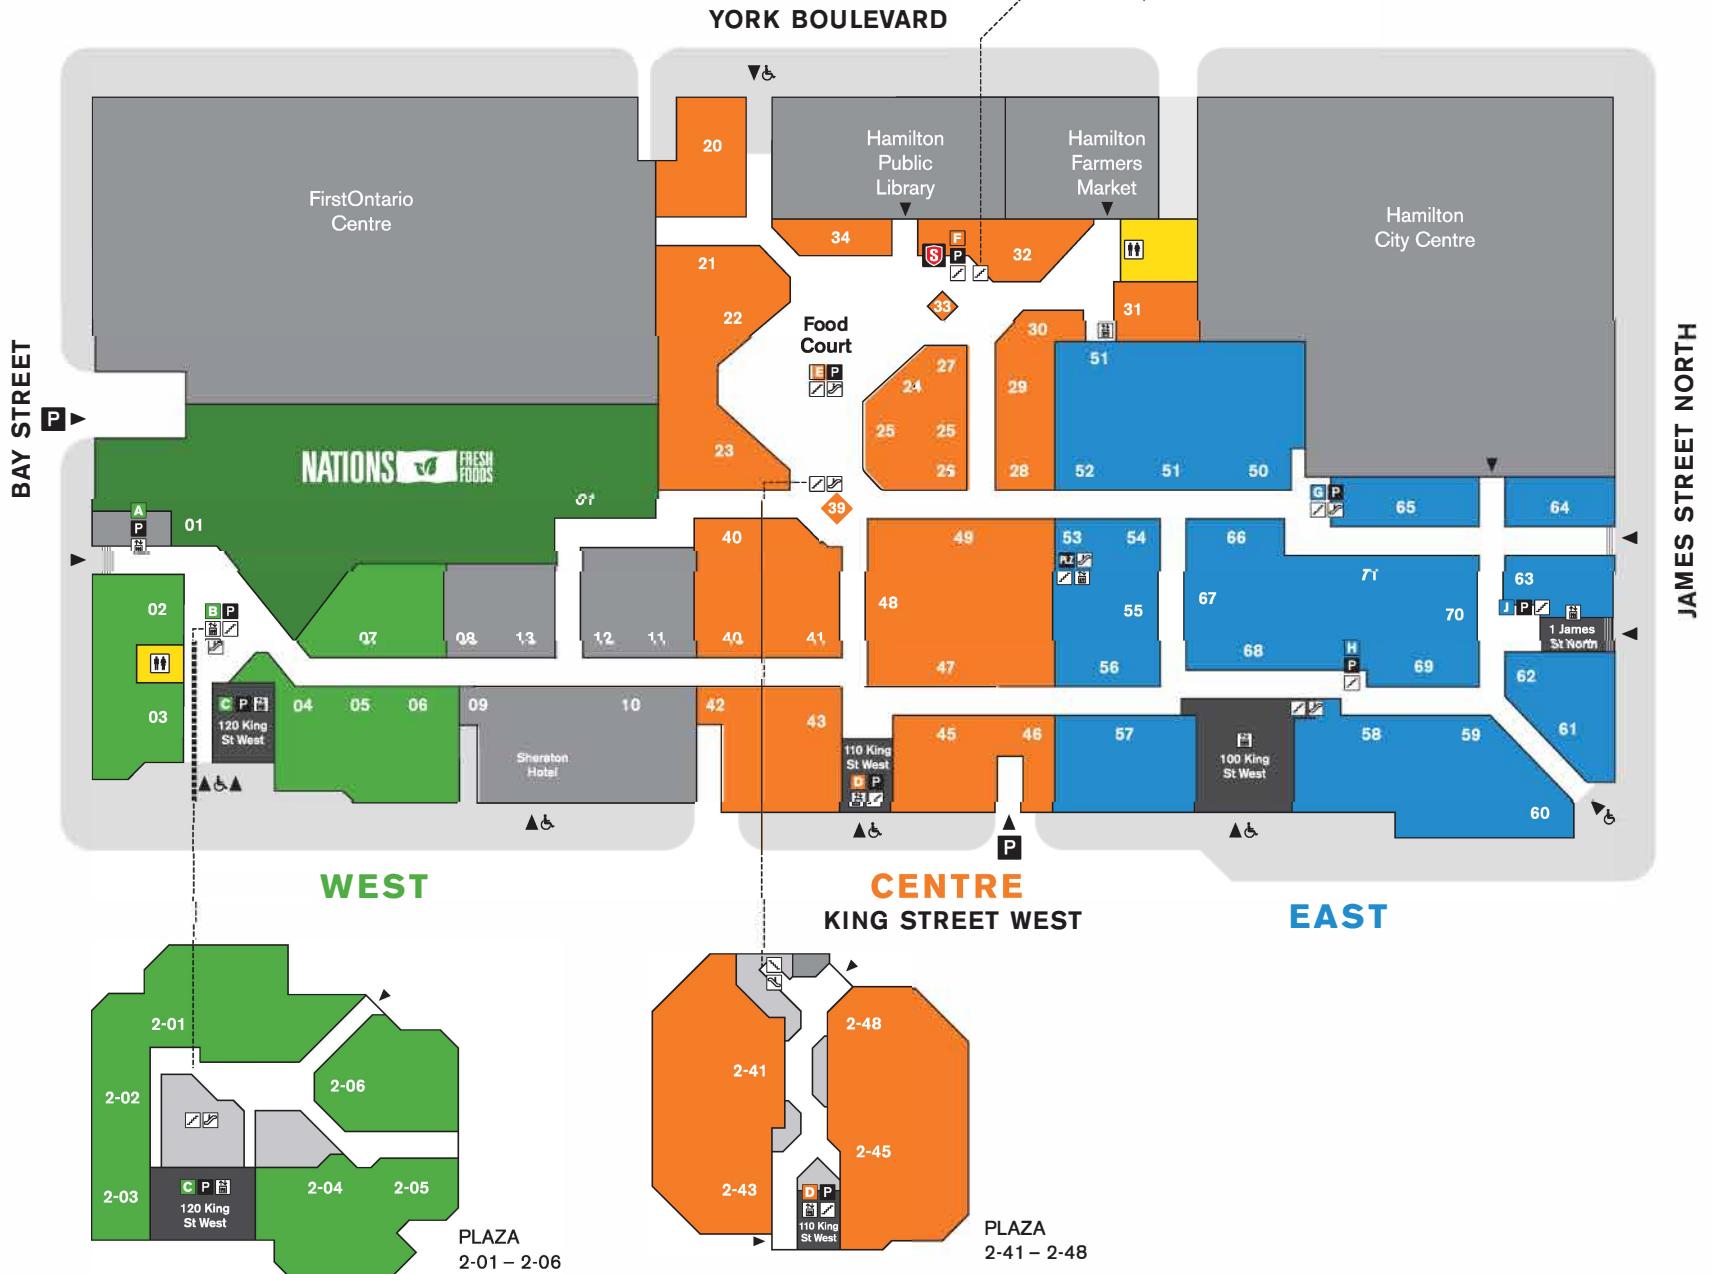 YORK BOULEVARD
FirstOntario
Centre
20
Hamilton
Public
Library
Hamilton
Farmers
Market
Hamilton
City Centre
34
F
S
P
32
21
22
33
31
30
Food
Court
E P
51
27
24
29
25
25
25
28
23
52
51
50
BAY STREET
P
JAMES STREET NORTH
NATIONS
FRESH
FOODS
01
A
P
01
39
G P
65
64
40
49
53
54
66
71
63
02
B P
48
55
67
70
J P
1 James
St North
07
08
13
12
11
40
41
47
56
68
H
P
69
62
03
C P
120 King
St West
04
05
06
09
10
42
43
45
46
57
58
59
61
Sheraton
Hotel
110 King
St West
D P
100 King
St West
60
P
WEST
CENTRE
KING STREET WEST
EAST
2-01
2-02
2-06
2-03
C P
120 King
St West
2-04
2-05
PLAZA
2-01 – 2-06
2-48
2-41
2-45
2-43
D P
110 King
St West
PLAZA
2-41 – 2-48